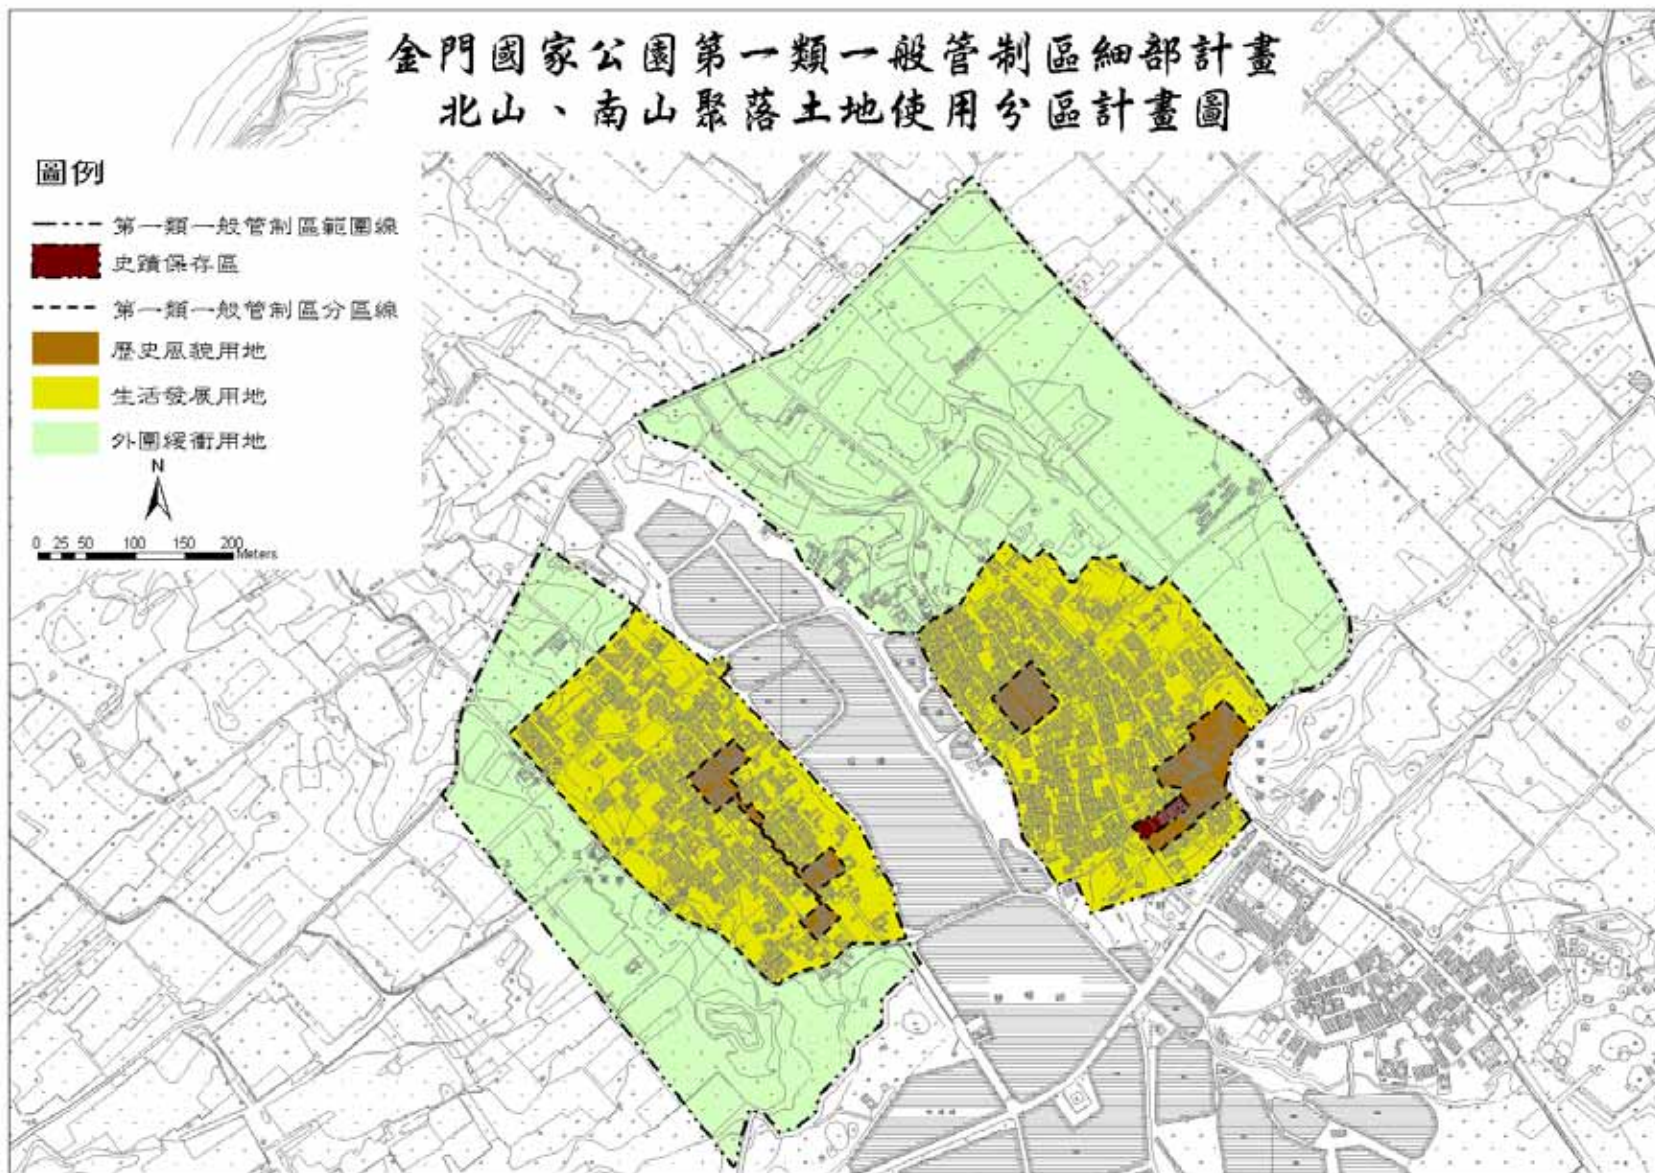 金門國家公園第一類一般管制區細部計畫
北山、南山聚落土地使用分區計畫圖
圖例
第一類一般管制區範圍線
史蹟保存區
第一類一般管制區分區線
歷史風貌用地
生活發展用地
外圍緩衝用地
N
0 25 50 100 150 200
Meters